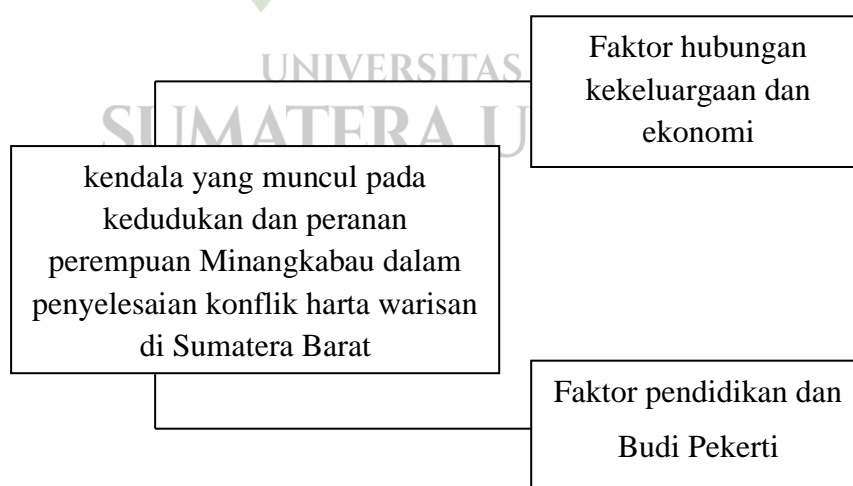 UNIVERSITAS
SUMATERA U
Faktor hubungan
kekeluargaan dan
ekonomi
kendala yang muncul pada
kedudukan dan peranan
perempuan Minangkabau dalam
penyelesaian konflik harta warisan
di Sumatera Barat
Faktor pendidikan dan
Budi Pekerti